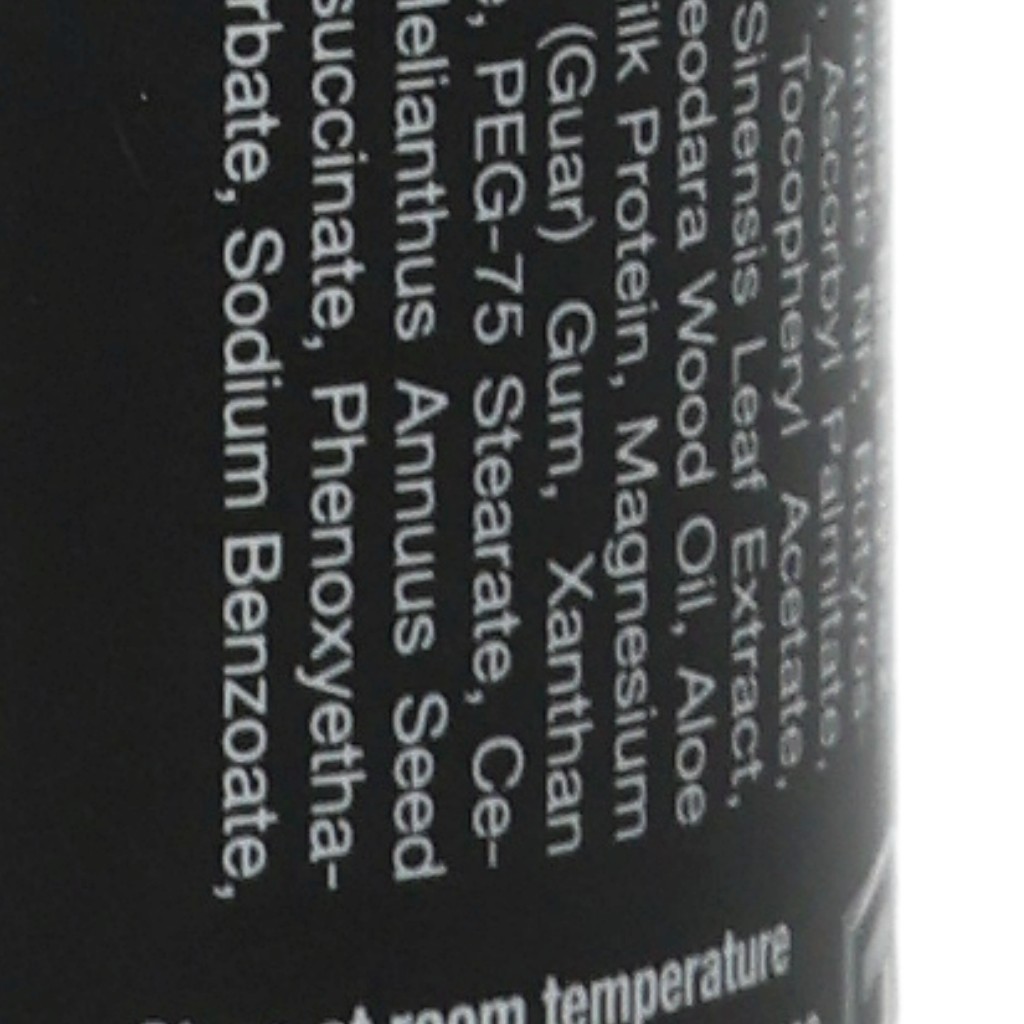 Ascorbyl Palmitate,
Tocopheryl Acetate,
Sinensis Leaf Extract,
eodara Wood Oil, Aloe
ilk Protein, Magnesium
(Guar) Gum, Xanthan
, PEG-75 Stearate, Ce-
Helianthus Annuus Seed
succinate, Phenoxyetha-
rbate, Sodium Benzoate,
room temperature